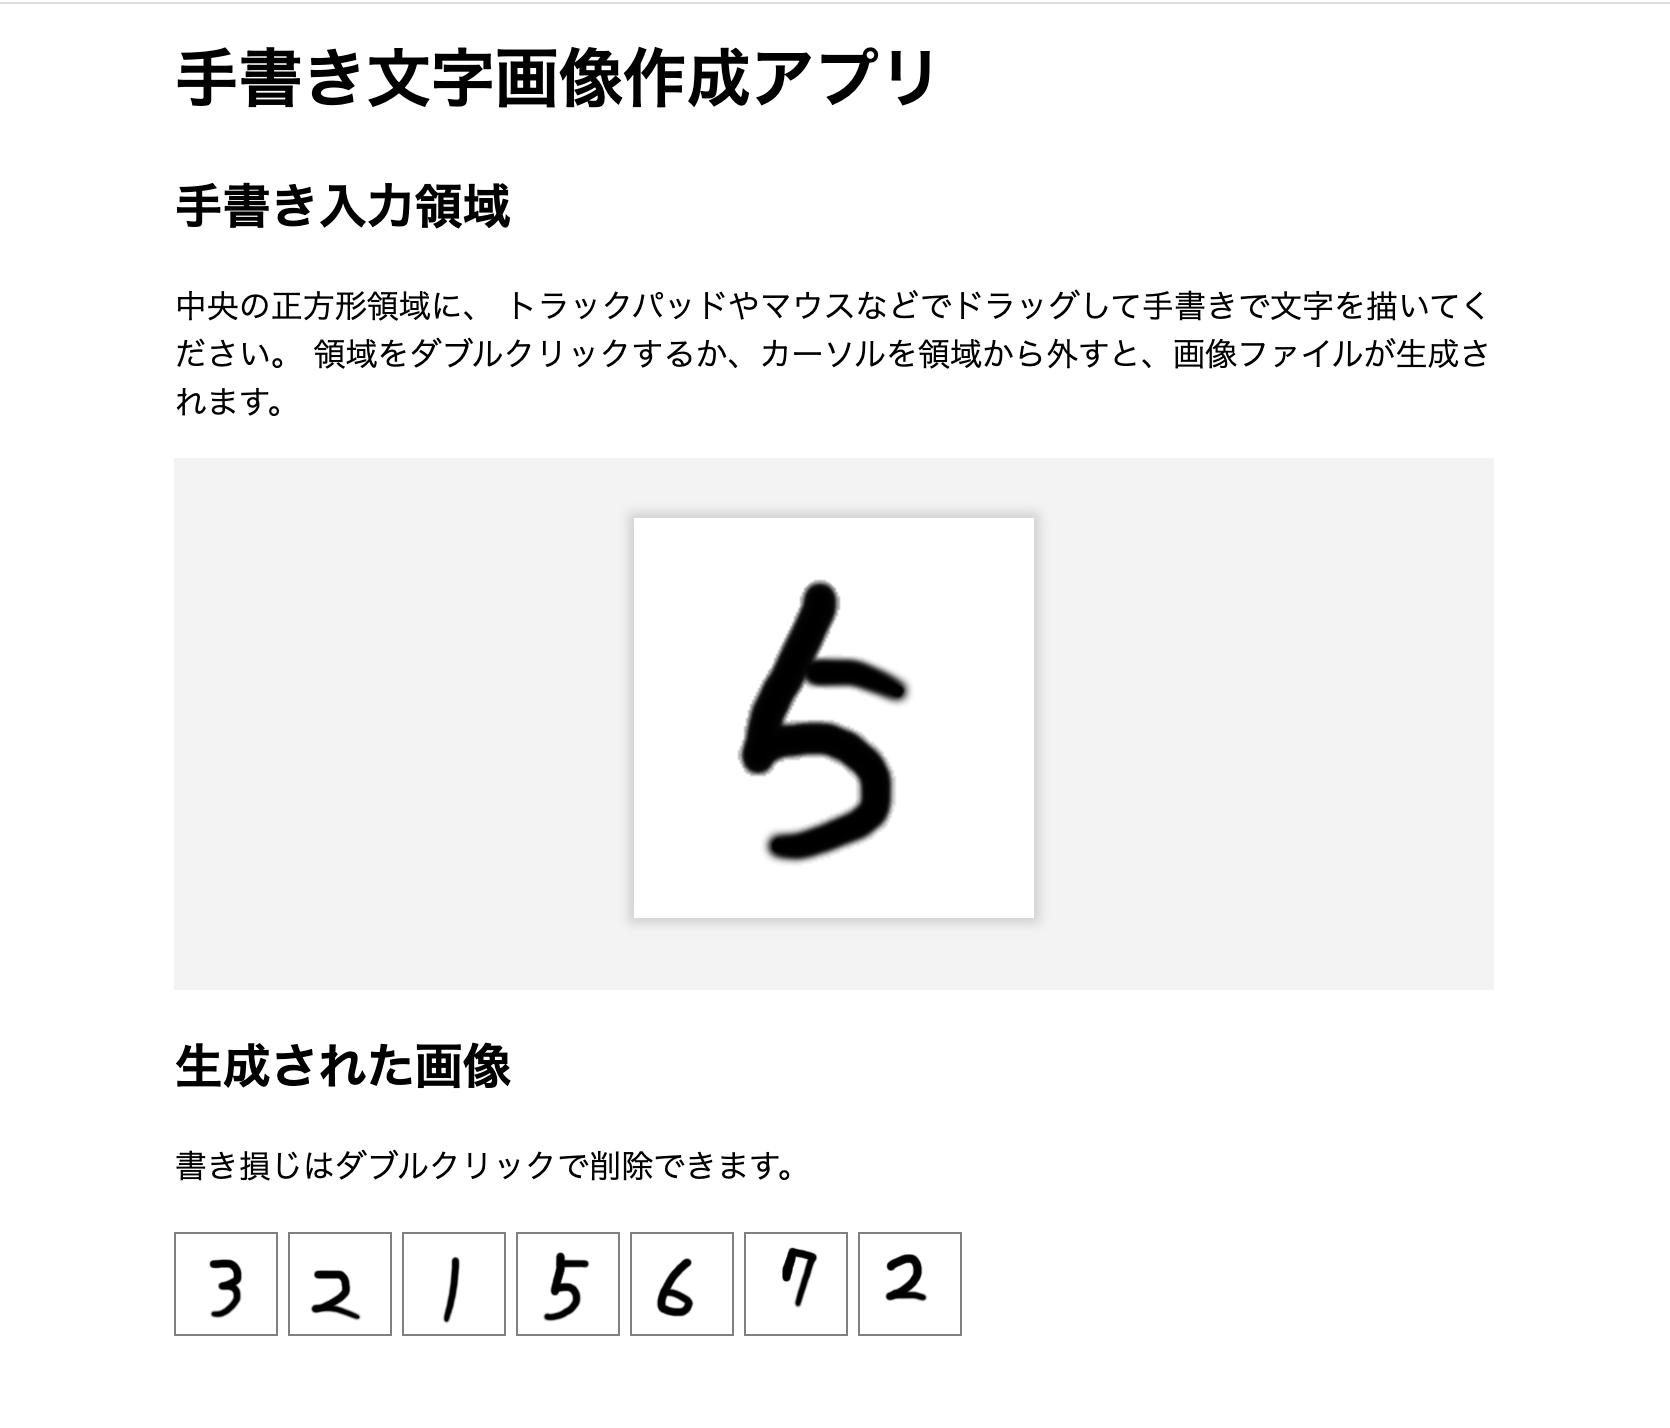 手書き文字画像作成アプリ
手書き入力領域
中央の正方形領域に、 トラックパッドやマウスなどでドラッグして手書きで文字を描いてく
ださい。 領域をダブルクリックするか、カーソルを領域から外すと、画像ファイルが生成さ
れます。
5
生成された画像
書き損じはダブルクリックで削除できます。
3 2 1 5 6 7 2